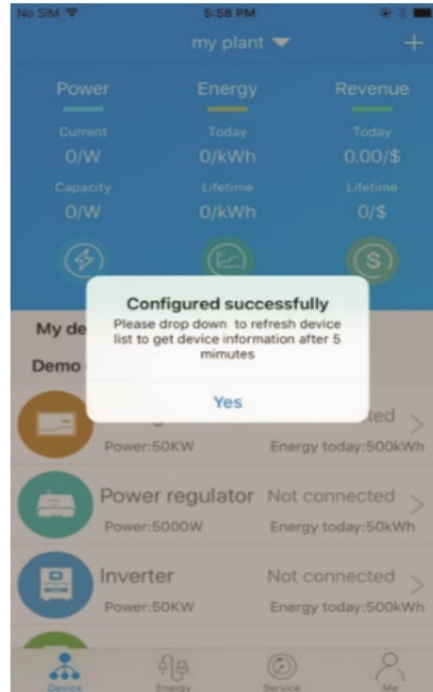 No SIM 5:58 PM
my plant
Power Energy Revenue
Current Today Today
0/W 0/kWh 0.00/$
Capacity Lifetime Lifetime
0/W 0/kWh 0/$
$
Configured successfully
Please drop down to refresh device
list to get device information after 5
mimutes
Yes
My de
Demo
Power:50KW Energy today:500kWh
Power regulator Not connected
Power:5000W Energy today:50kWh
Inverter Not connected
Power:50KW Energy today:500kWh
Device Energy Service Me